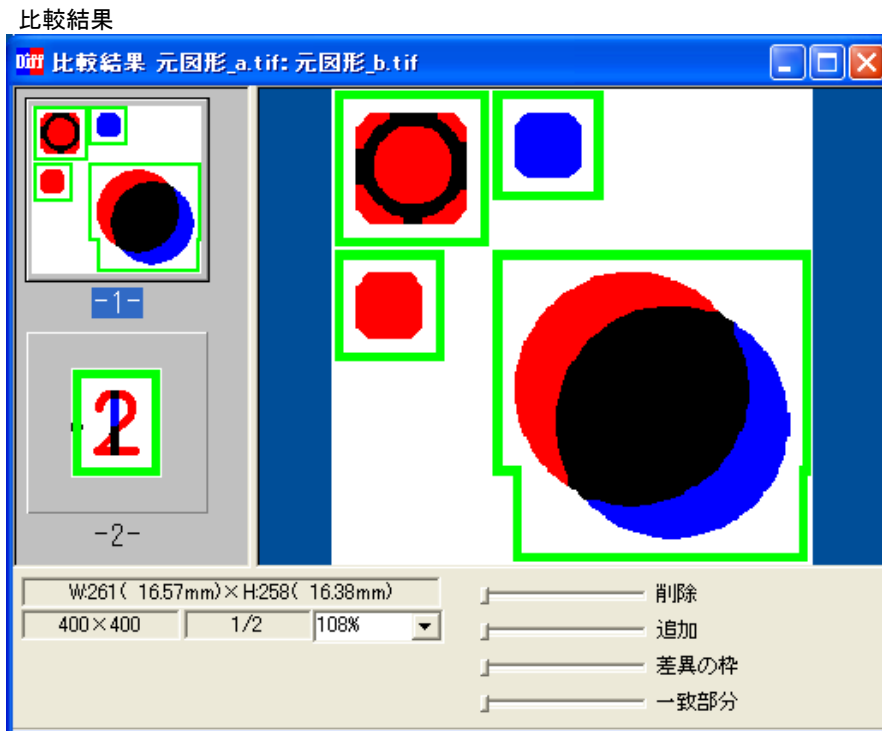 比較結果
Diff 比較結果 元図形_a.tif: 元図形_b.tif
-1-
2
-2-
W:261( 16.57mm)×H:258( 16.38mm)
400×400 1/2 108%
削除
追加
差異の枠
一致部分